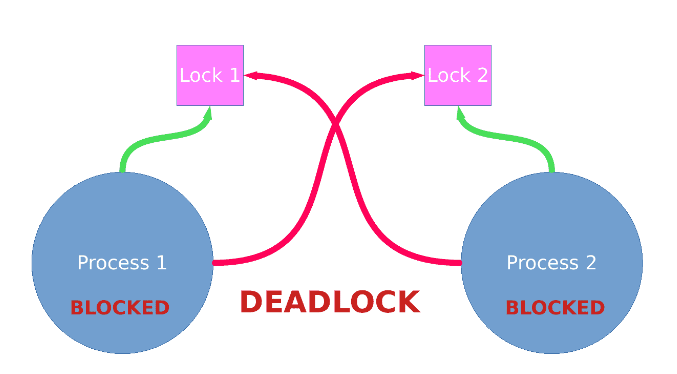 Lock 1
Lock 2
Process 1
BLOCKED
Process 2
BLOCKED
DEADLOCK